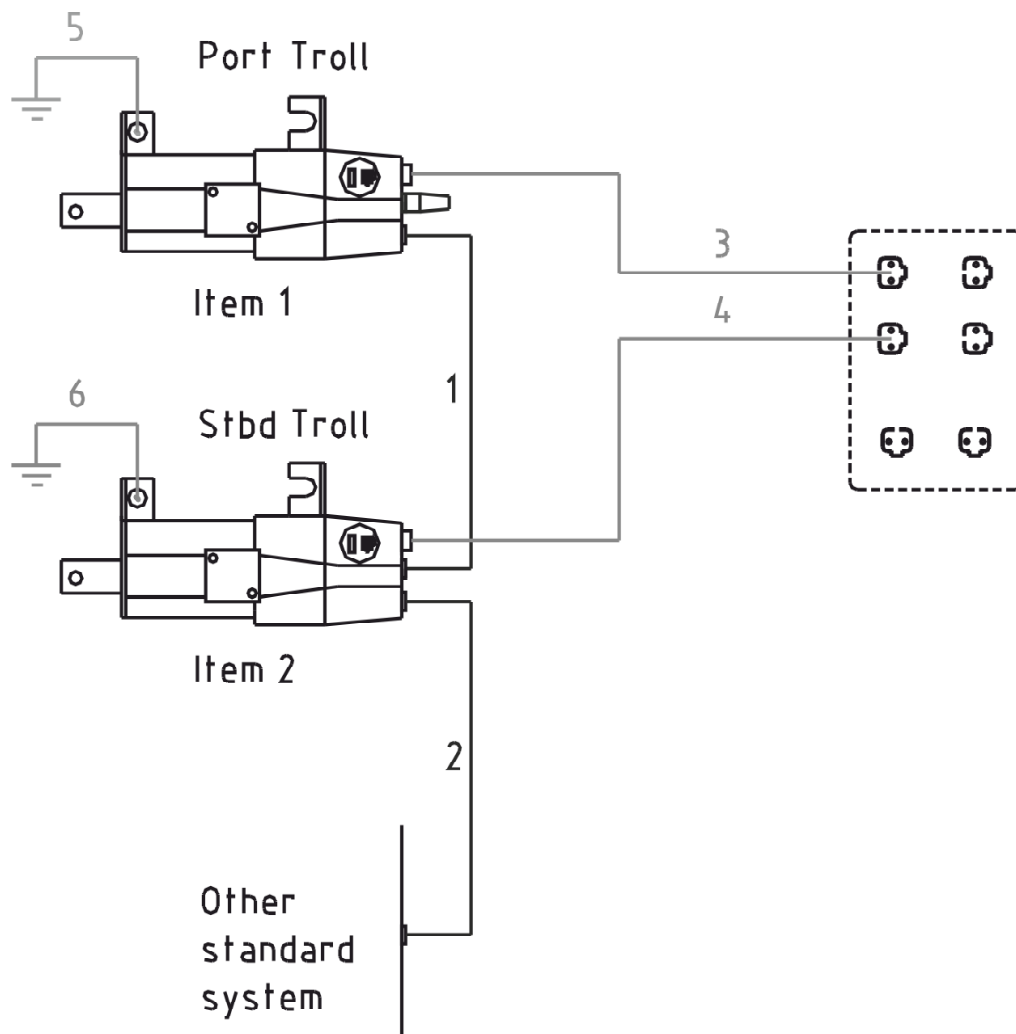 5
Port Troll
3
Item 1
4
1
6
Stbd Troll
Item 2
2
Other
standard
system